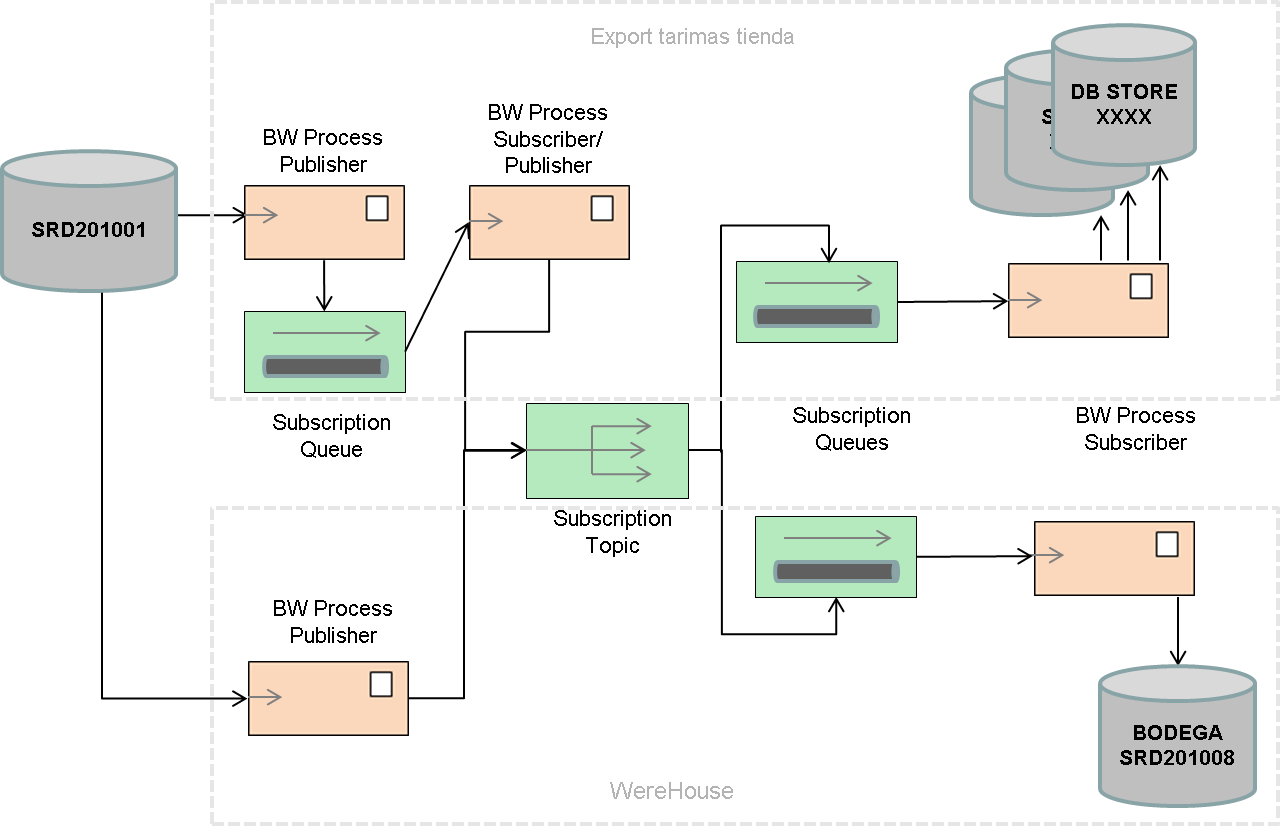 Export tarimas tienda
BW Process
Publisher
BW Process
Subscriber/
Publisher
DB STORE
XXXX
S
SRD201001
Subscription
Queue
Subscription
Queues
BW Process
Subscriber
Subscription
Topic
BW Process
Publisher
BODEGA
SRD201008
WereHouse